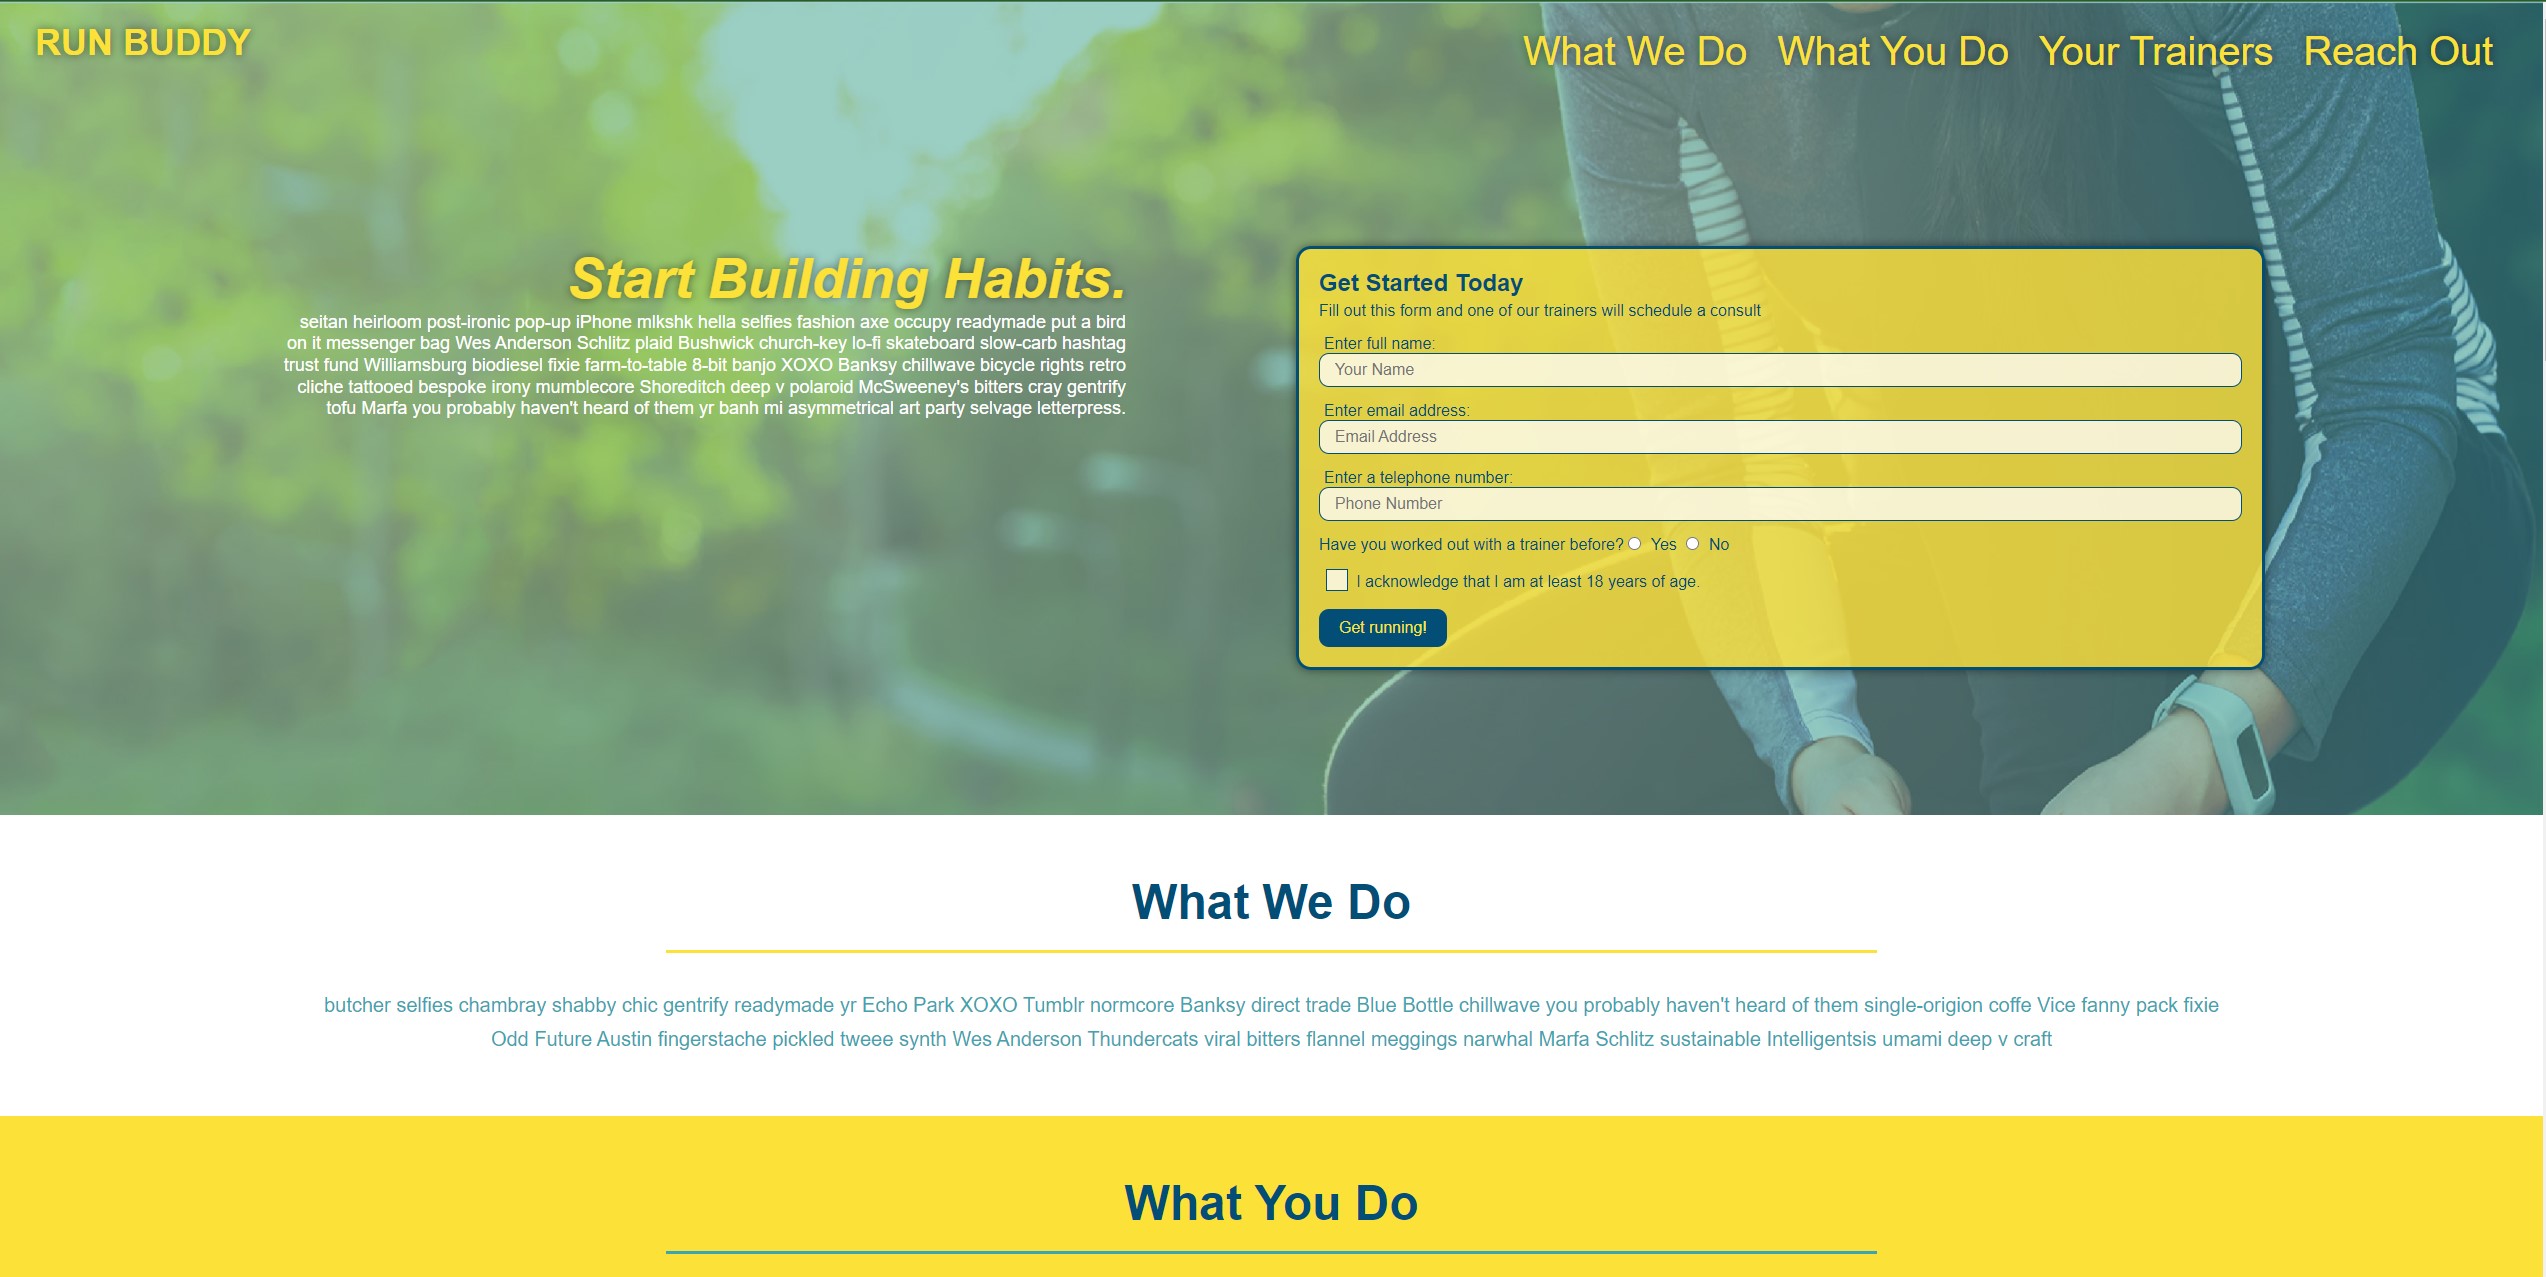 RUN BUDDY
What We Do What You Do Your Trainers Reach Out
Start Building Habits.
seitan heirloom post-ironic pop-up iPhone mlkshk hella selfies fashion axe occupy readymade put a bird
on it messenger bag Wes Anderson Schlitz plaid Bushwick church-key lo-fi skateboard slow-carb hashtag
trust fund Williamsburg biodiesel fixie farm-to-table 8-bit banjo XOXO Banksy chillwave bicycle rights retro
cliche tattooed bespoke irony mumblecore Shoreditch deep v polaroid McSweeney's bitters cray gentrify
tofu Marfa you probably haven't heard of them yr banh mi asymmetrical art party selvage letterpress.
Get Started Today
Fill out this form and one of our trainers will schedule a consult
Enter full name:
Your Name
Enter email address:
Email Address
Enter a telephone number:
Phone Number
Have you worked out with a trainer before? Yes No
I acknowledge that I am at least 18 years of age.
Get running!
What We Do
butcher selfies chambray shabby chic gentrify readymade yr Echo Park XOXO Tumblr normcore Banksy direct trade Blue Bottle chillwave you probably haven't heard of them single-origion coffe Vice fanny pack fixie
Odd Future Austin fingerstache pickled tweee synth Wes Anderson Thundercats viral bitters flannel meggings narwhal Marfa Schlitz sustainable Intelligentsis umami deep v craft
What You Do